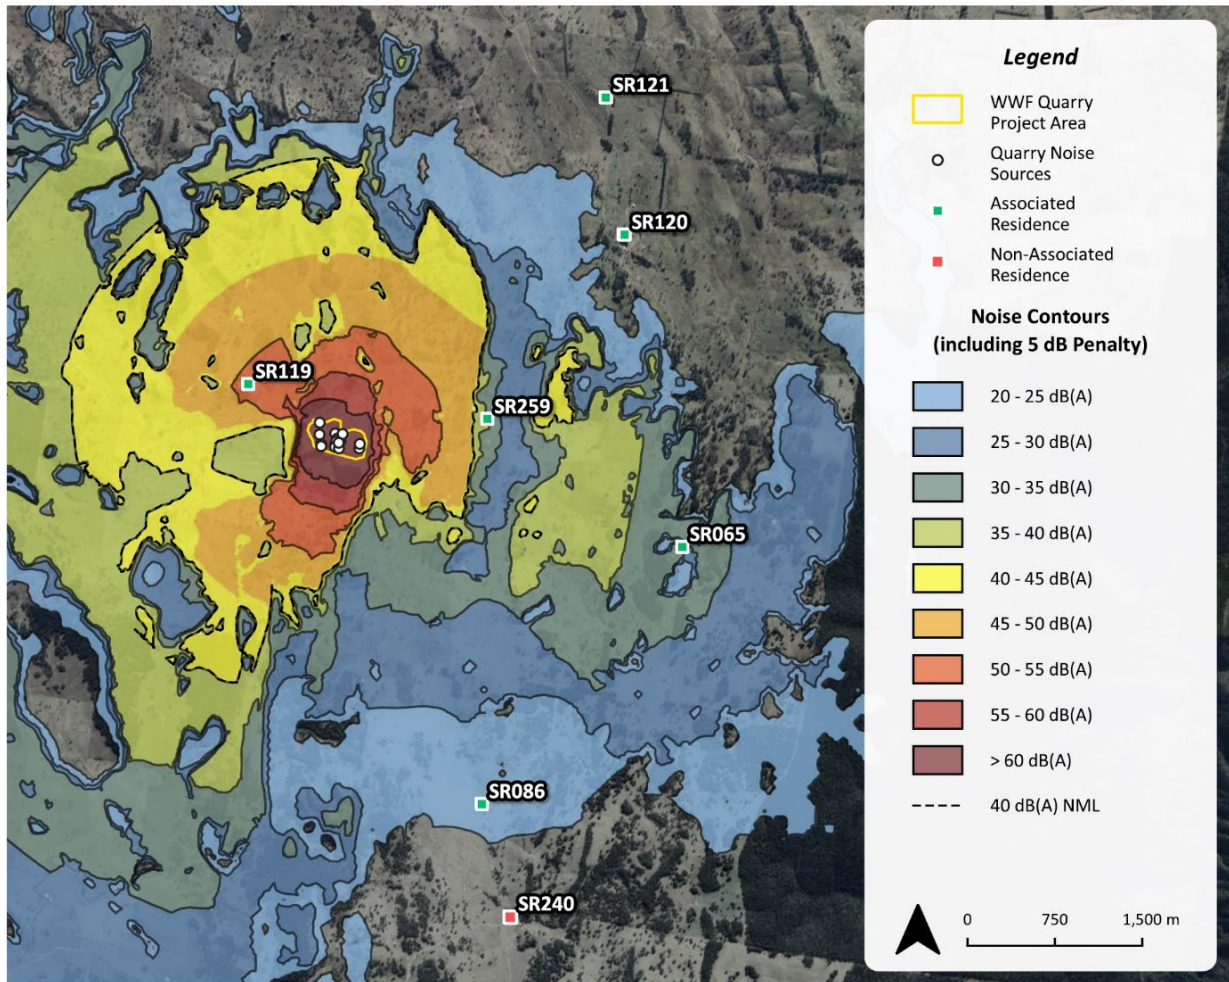 SR121
SR120
SR119
SR259
SR065
SR086
SR240
Legend
WWF Quarry
Project Area
Quarry Noise
Sources
Associated
Residence
Non-Associated
Residence
Noise Contours
(including 5 dB Penalty)
20 - 25 dB(A)
25 - 30 dB(A)
30 - 35 dB(A)
35 - 40 dB(A)
40 - 45 dB(A)
45 - 50 dB(A)
50 - 55 dB(A)
55 - 60 dB(A)
> 60 dB(A)
40 dB(A) NML
0 750 1,500 m